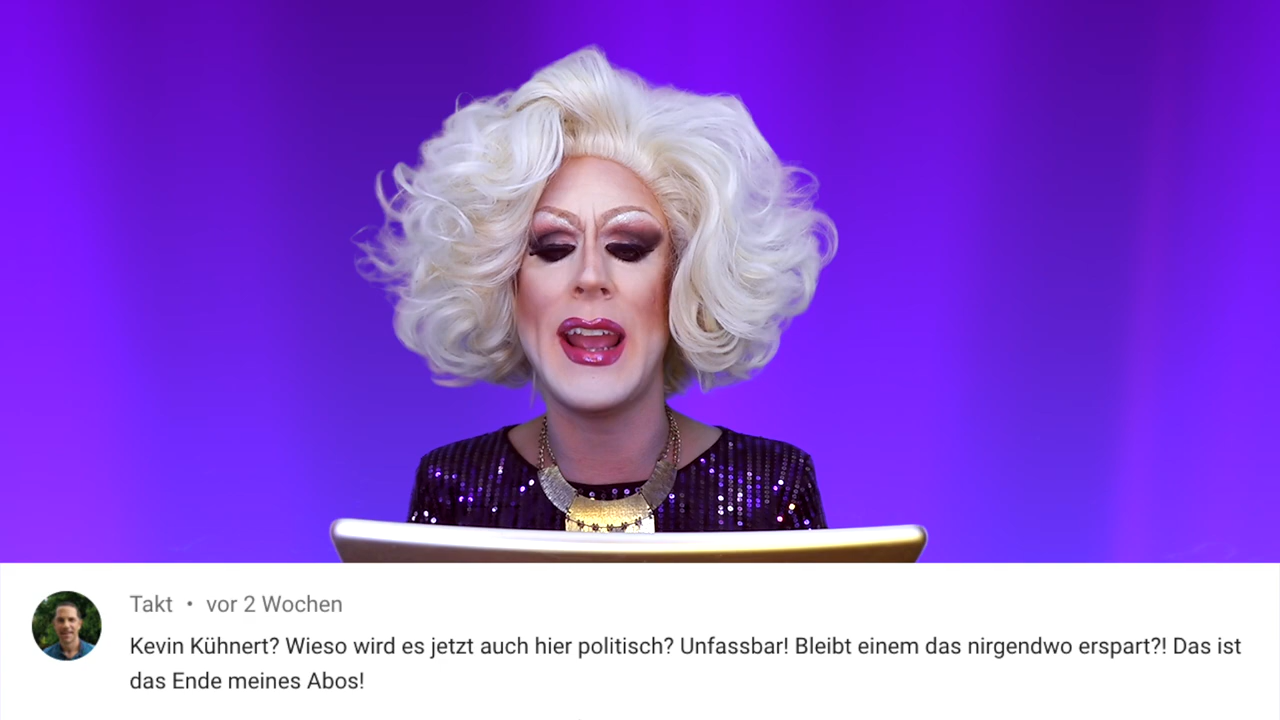 Takt • vor 2 Wochen
Kevin Kühnert? Wieso wird es jetzt auch hier politisch? Unfassbar! Bleibt einem das nirgendwo erspart?! Das ist
das Ende meines Abos!